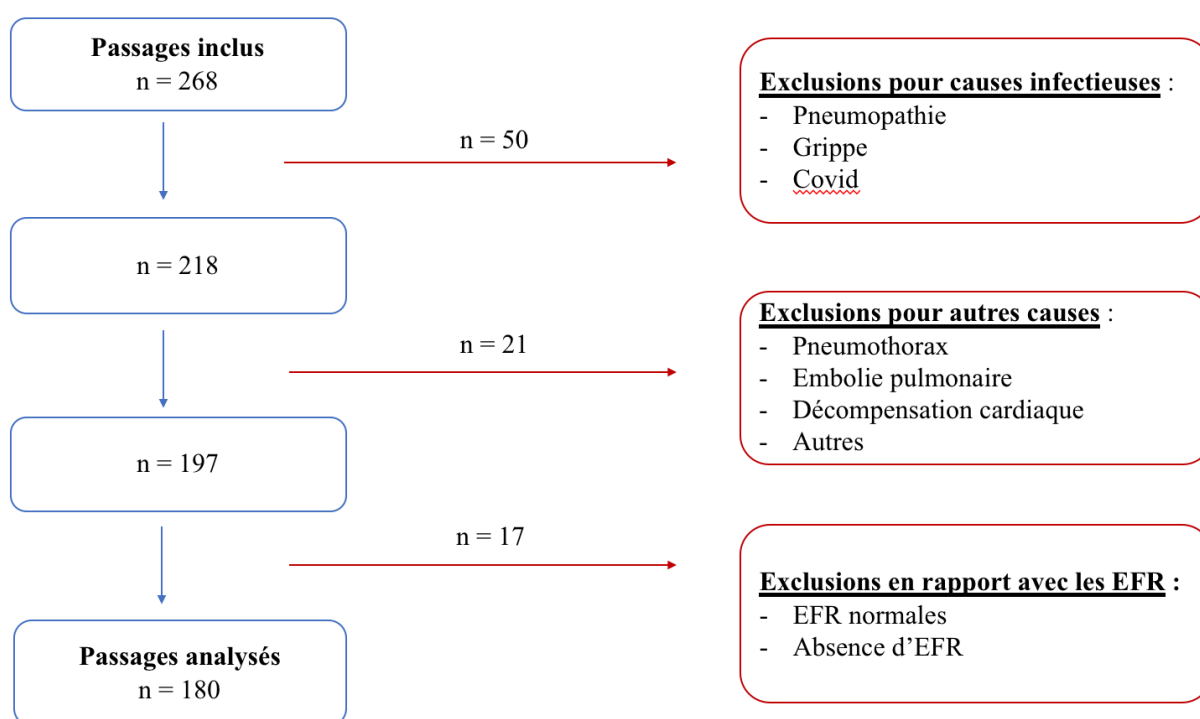 Passages inclus
n = 268
n = 50
Exclusions pour causes infectieuses :
- Pneumopathie
- Grippe
- Covid
n = 218
n = 21
Exclusions pour autres causes :
- Pneumothorax
- Embolie pulmonaire
- Décompensation cardiaque
- Autres
n = 197
n = 17
Exclusions en rapport avec les EFR :
- EFR normales
- Absence d’EFR
Passages analysés
n = 180